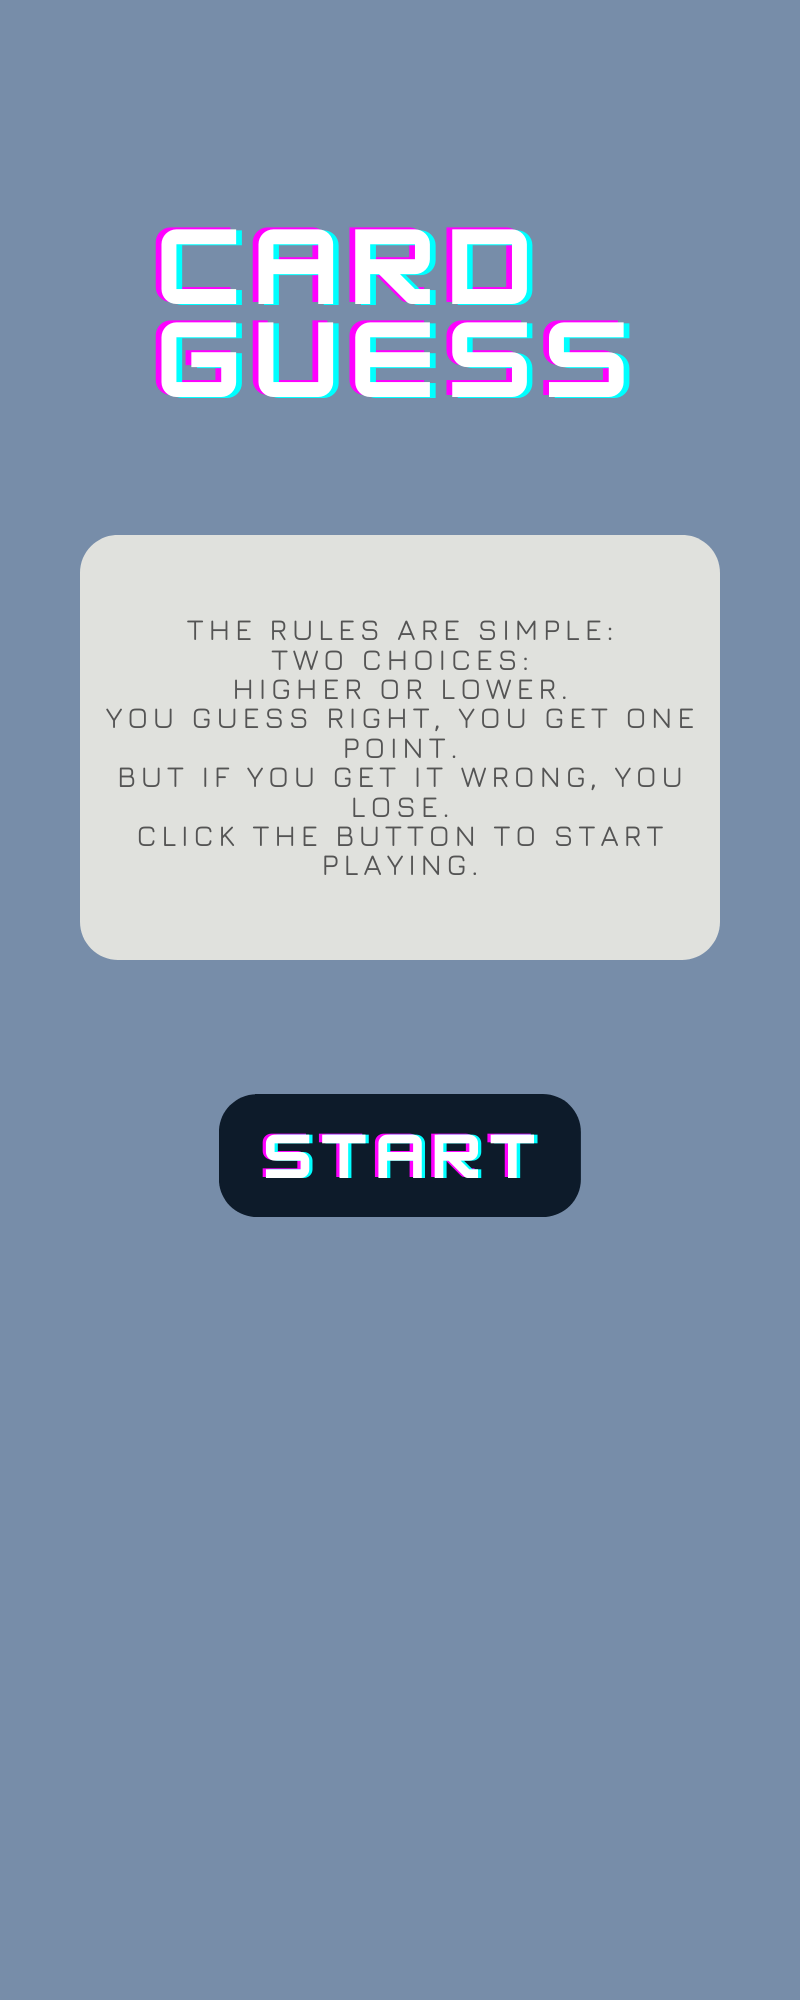 CARD
GUESS
THE RULES ARE SIMPLE:
TWO CHOICES:
HIGHER OR LOWER.
YOU GUESS RIGHT, YOU GET ONE
POINT.
BUT IF YOU GET IT WRONG, YOU
LOSE.
CLICK THE BUTTON TO START
PLAYING.
START